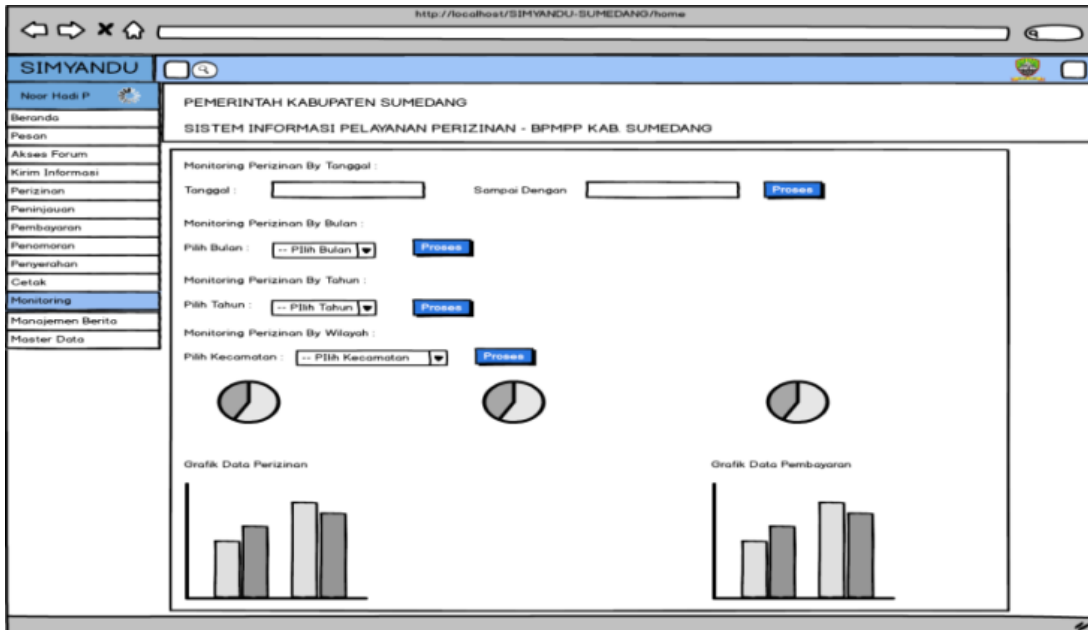 http://localhost/SIMYANDU-SUMEDANG/home
SIMYANDU
Noor Hadi P
Beranda
Pesan
Akses Forum
Kirim Informasi
Perizinan
Peninjauan
Pembayaran
Penomoran
Penyerahan
Cetak
Monitoring
Manajemen Berita
Master Data
PEMERINTAH KABUPATEN SUMEDANG
SISTEM INFORMASI PELAYANAN PERIZINAN - BPMPP KAB. SUMEDANG
Monitoring Perizinan By Tanggal :
Tanggal : Sampai Dengan Proses
Monitoring Perizinan By Bulan :
Pilih Bulan : -- PIlih Bulan Proses
Monitoring Perizinan By Tahun :
Pilih Tahun : -- PIlih Tahun Proses
Monitoring Perizinan By Wilayah :
Pilih Kecamatan : -- PIlih Kecamatan Proses
Grafik Data Perizinan
Grafik Data Pembayaran